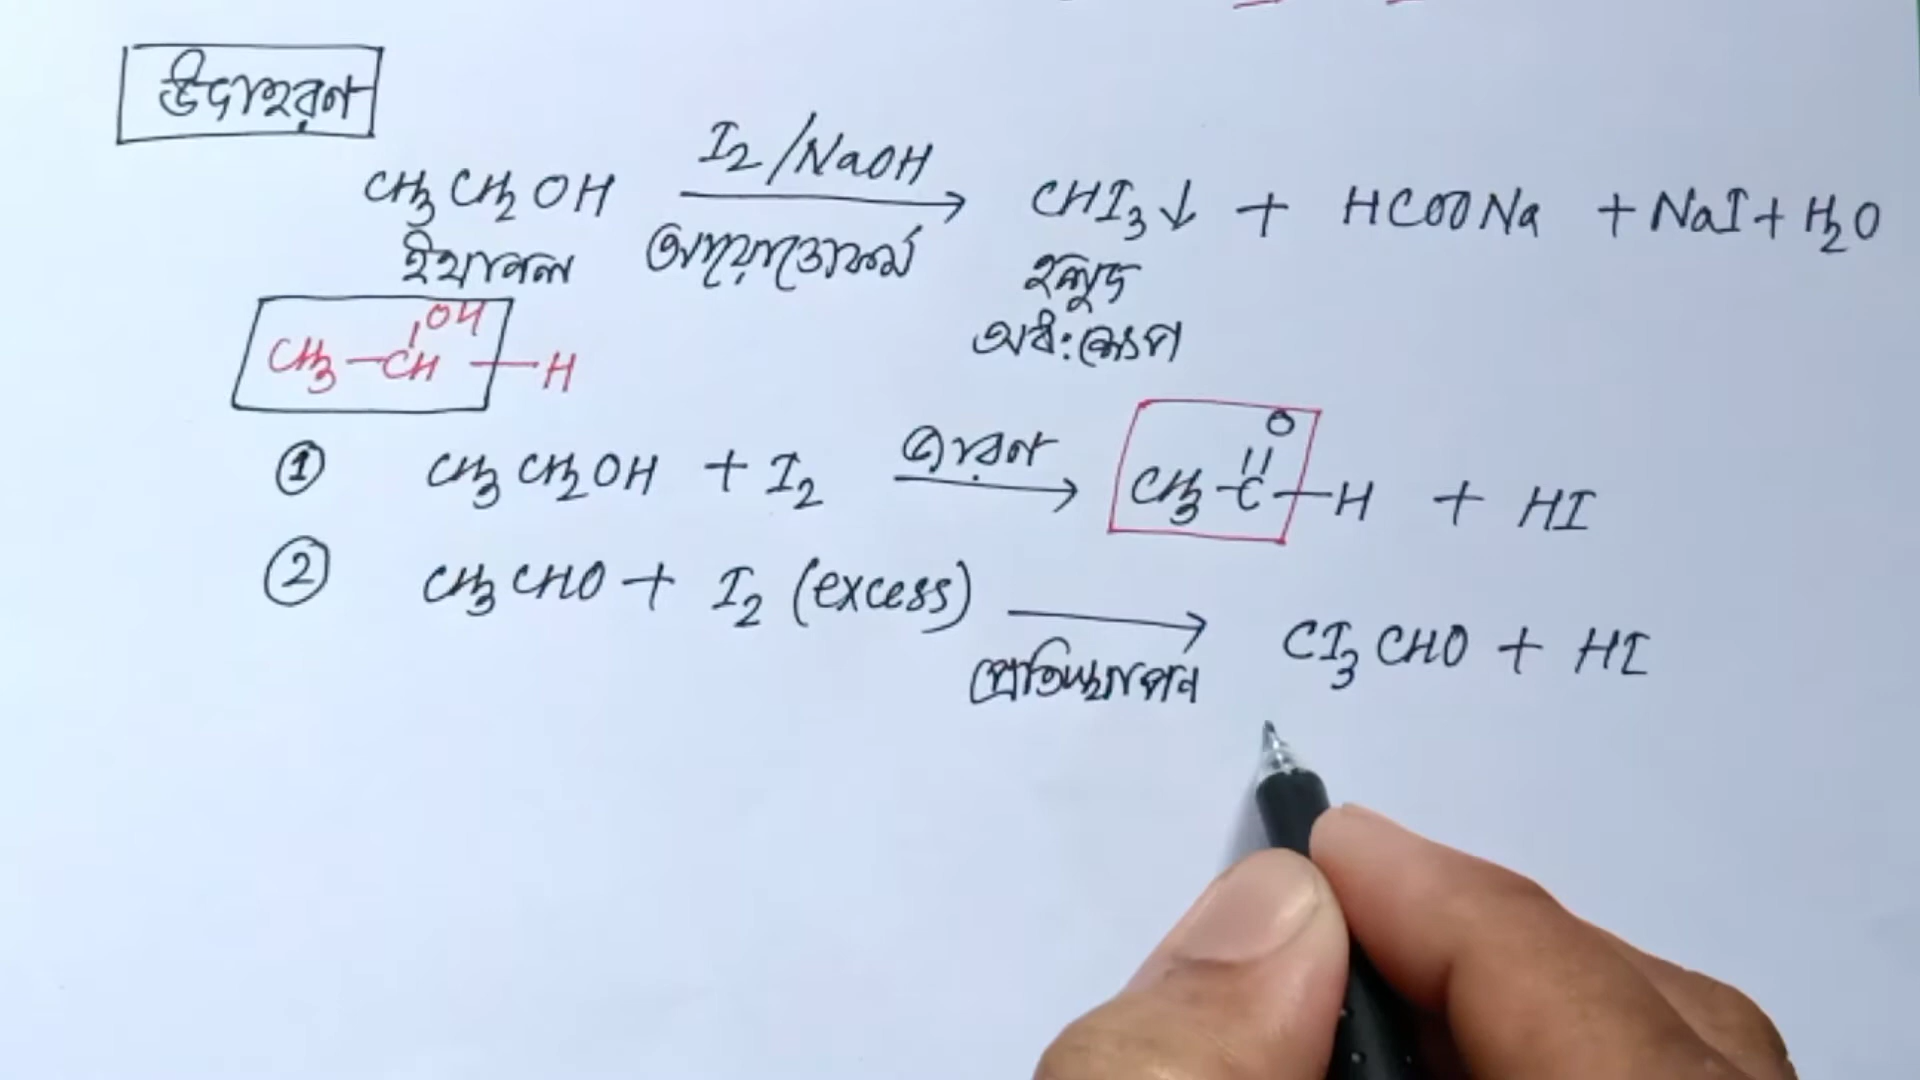 উদাহরণ
I₂/NaOH
CH₃CH₂OH → CHI₃↓ + HCOONa + NaI + H₂O
ইথানল আয়োডোফর্ম হলুদ
অধ:ক্ষেপ
OH
CH₃–CH–H
① CH₃CH₂OH + I₂ → CH₃–C–H + HI
জারণ O
② CH₃CHO + I₂ (excess) → CI₃CHO + HI
প্রতিস্থাপন